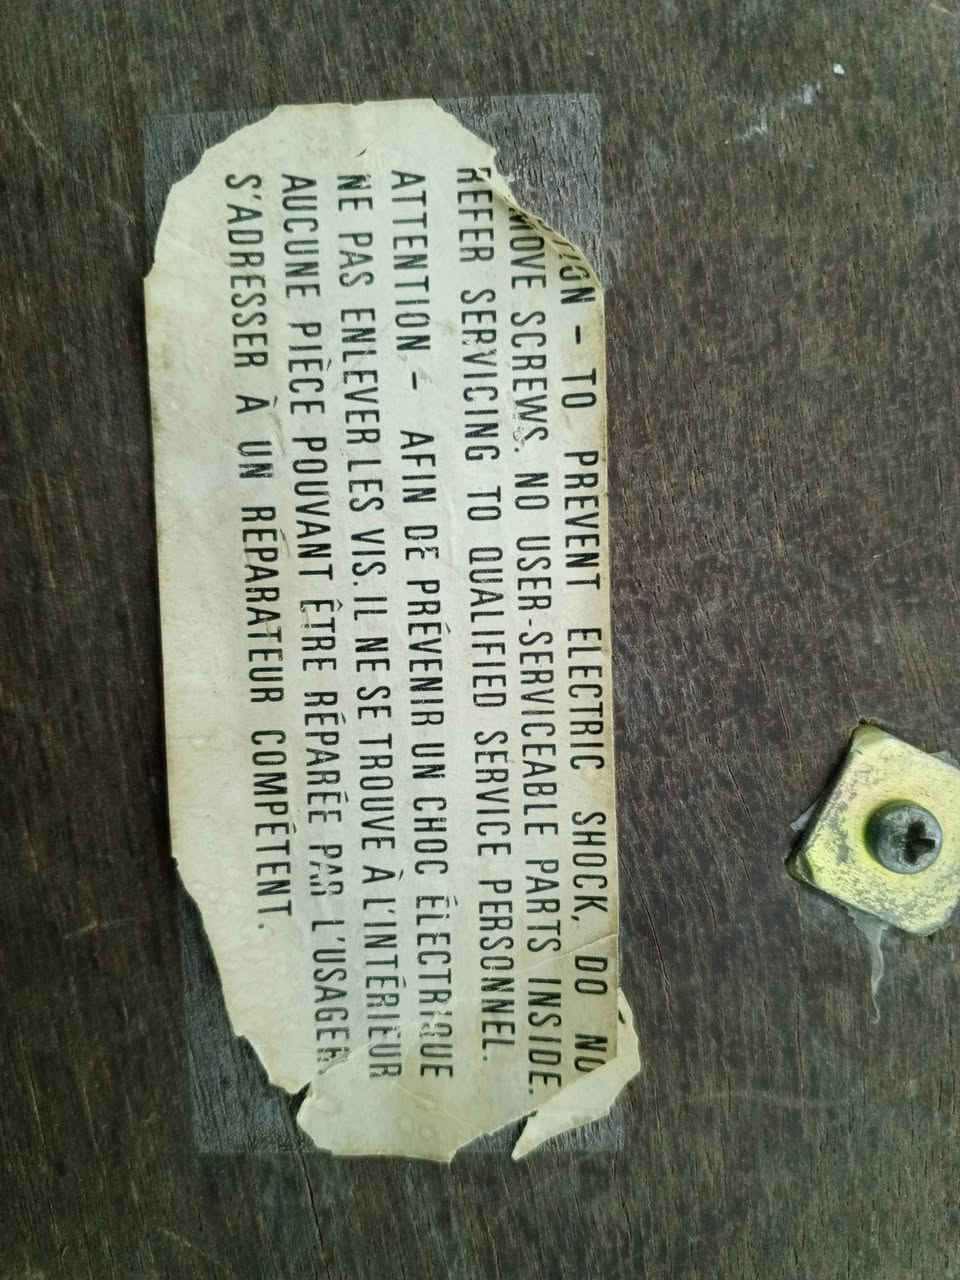 ION - TO PREVENT ELECTRIC SHOCK, DO NO
MOVE SCREWS. NO USER-SERVICEABLE PARTS INSIDE.
REFER SERVICING TO QUALIFIED SERVICE PERSONNEL.
ATTENTION - AFIN DE PRÉVENIR UN CHOC ÉLECTRIQUE
NE PAS ENLEVER LES VIS. IL NE SE TROUVE À L'INTÉRIEUR
AUCUNE PIÈCE POUVANT ÊTRE RÉPARÉE PAR L'USAGER
S'ADRESSER À UN RÉPARATEUR COMPÉTENT.